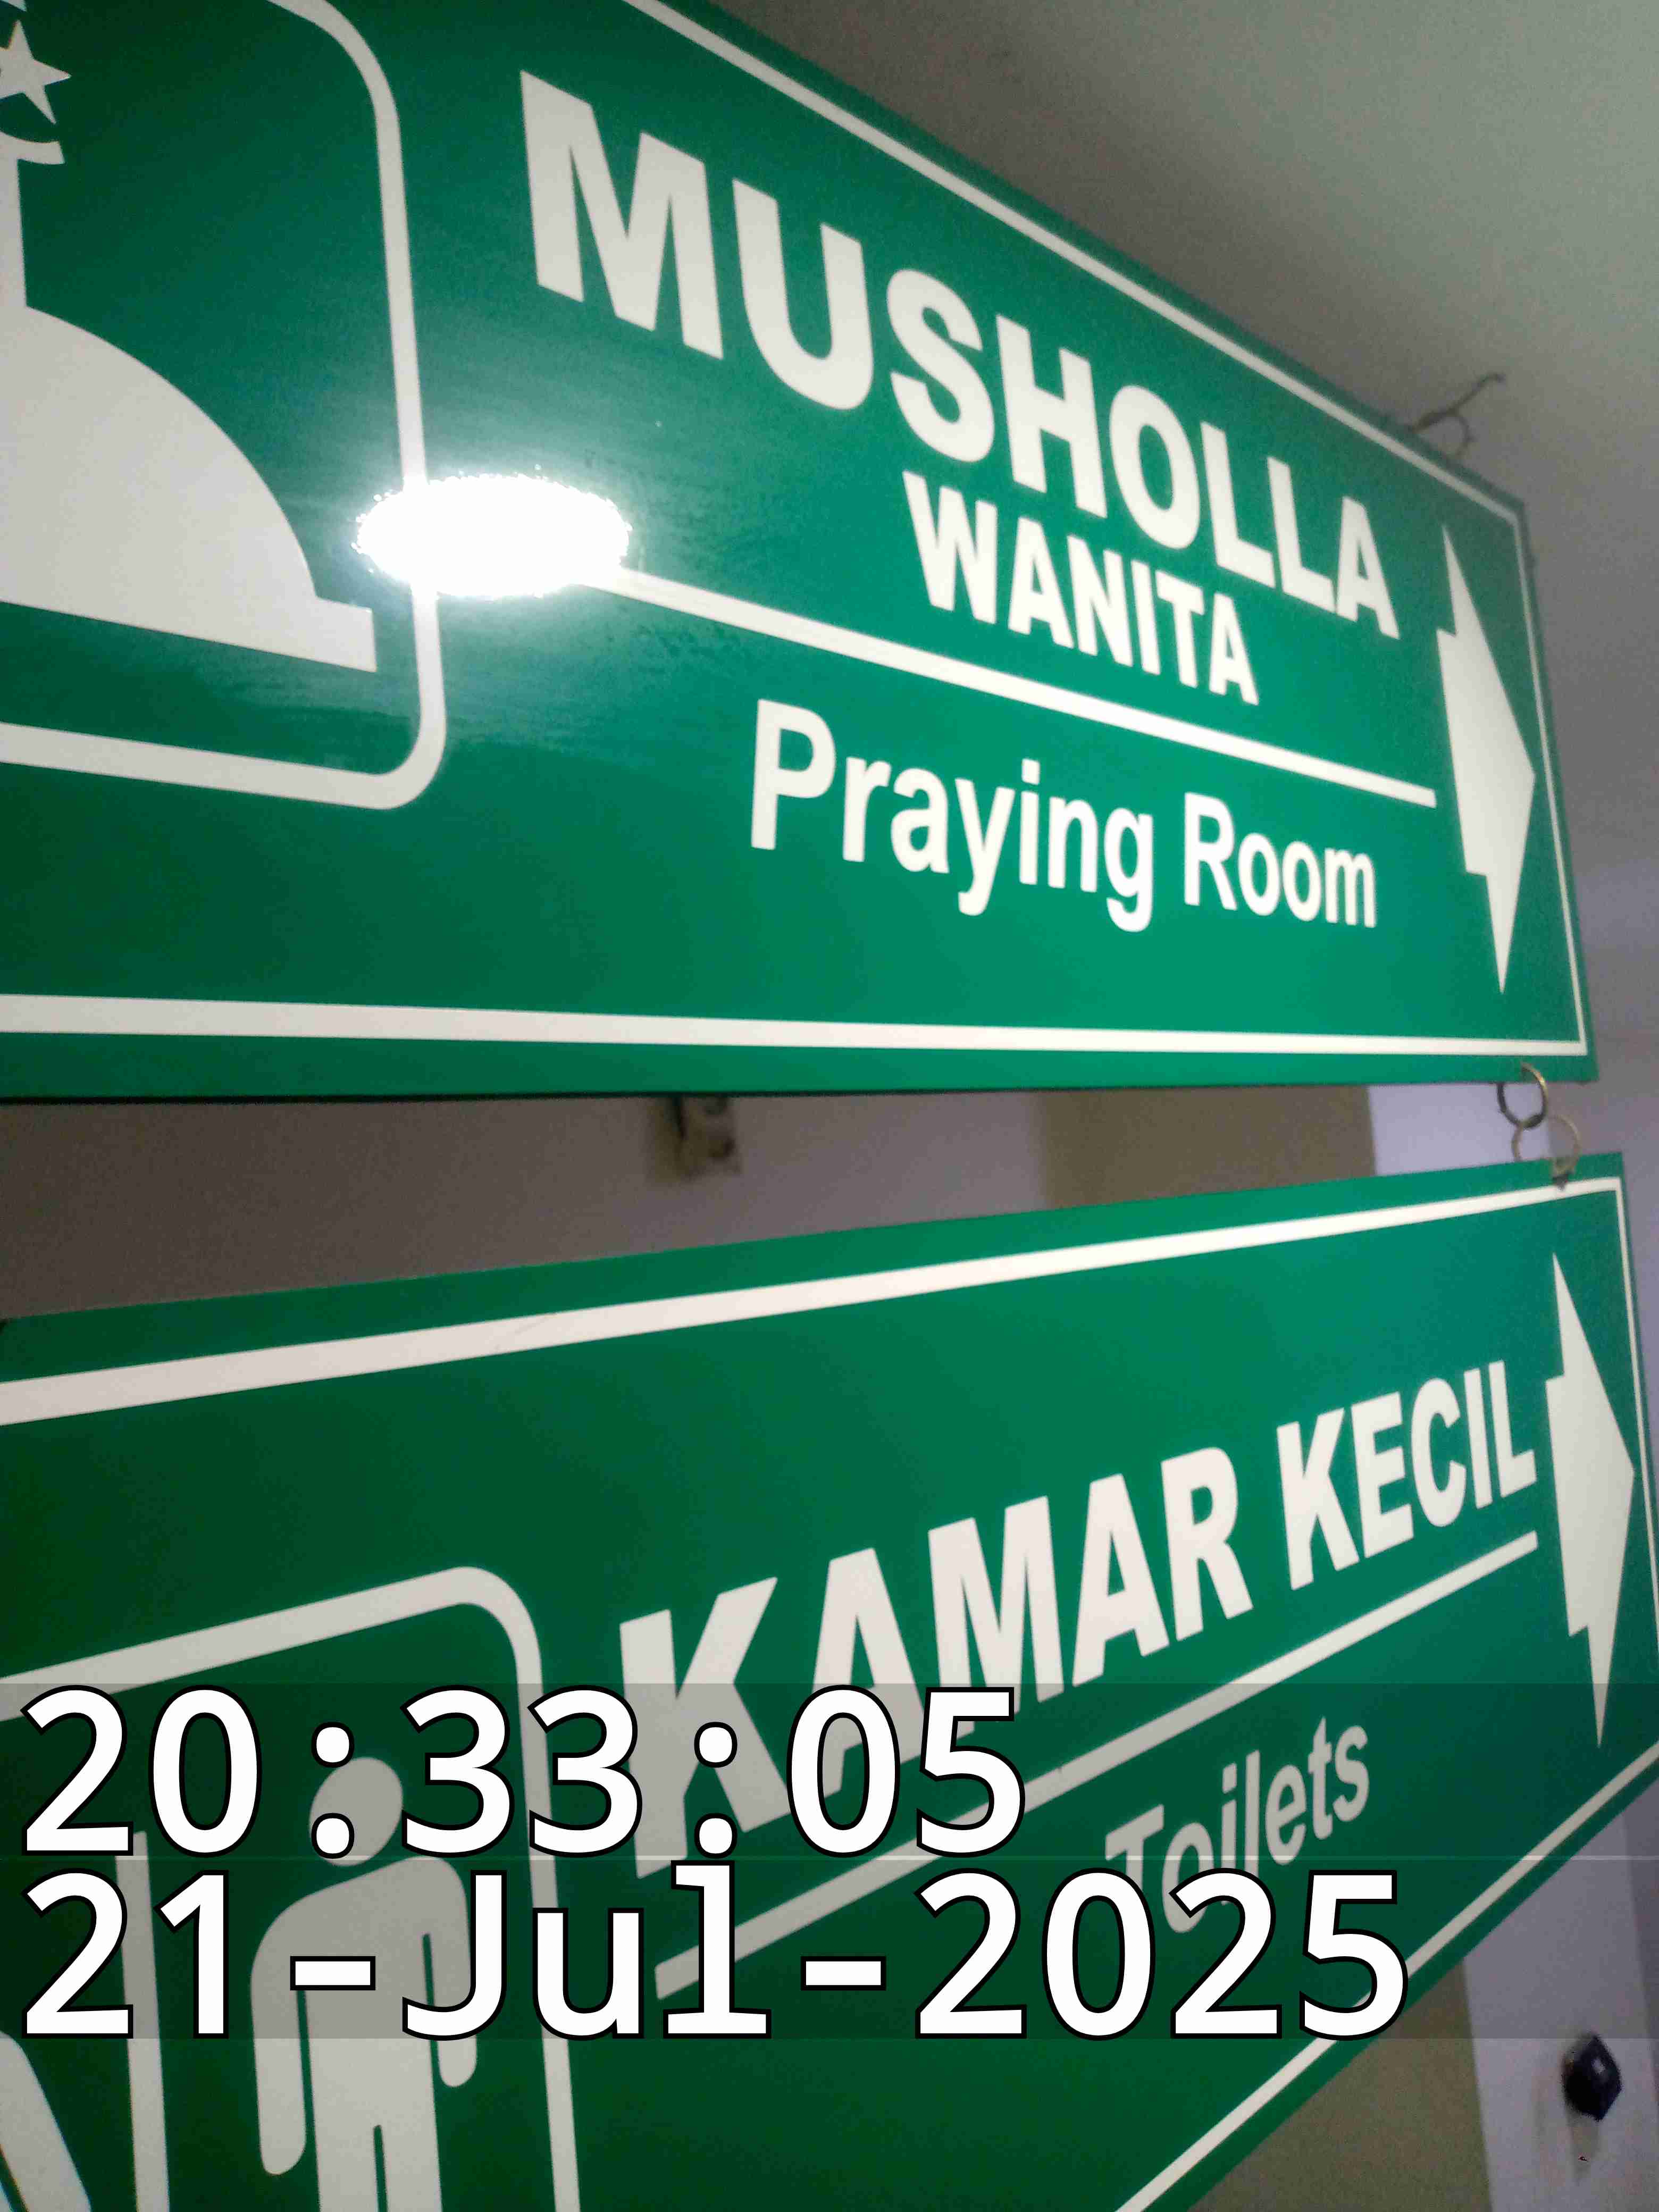 MUSHOLLA
WANITA
Praying Room
KAMAR KECIL
Toilets
20:33:05
21-Jul-2025